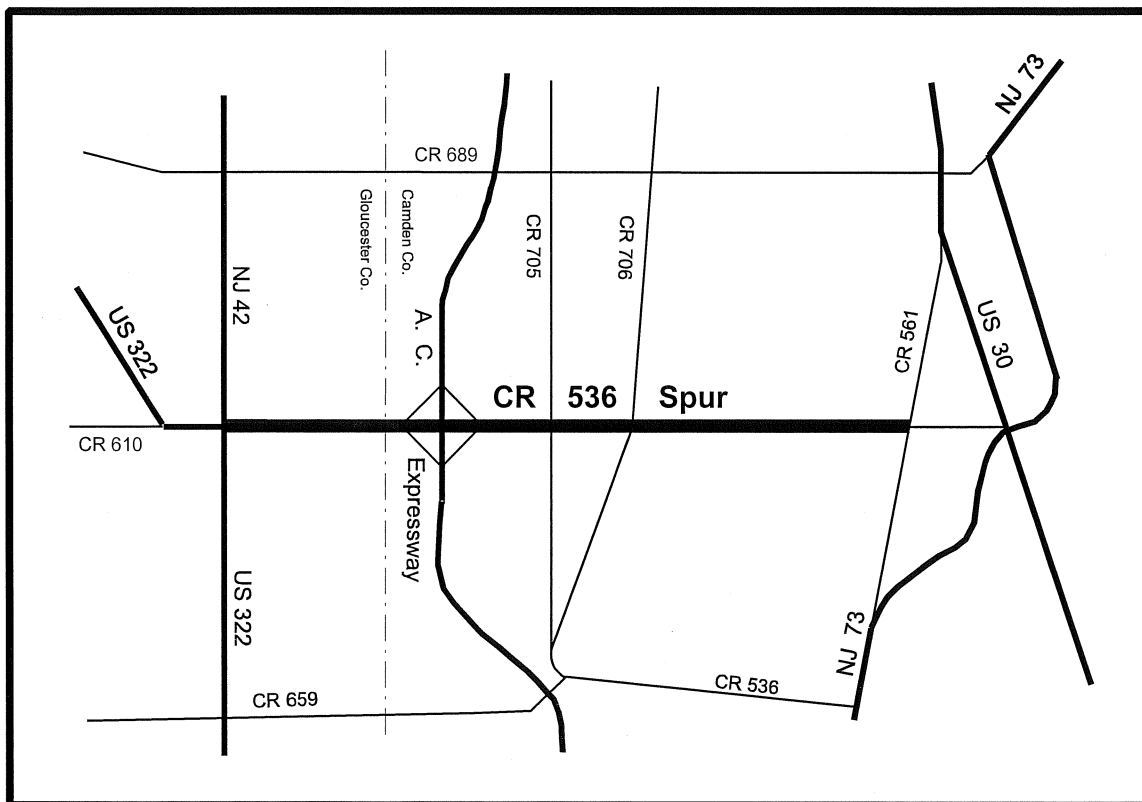 NJ 73
CR 689
Camden Co.
Gloucester Co.
CR 705
CR 706
NJ 42
US 322
A. C.
CR 561
US 30
CR 536 Spur
CR 610
Expressway
US 322
NJ 73
CR 536
CR 659